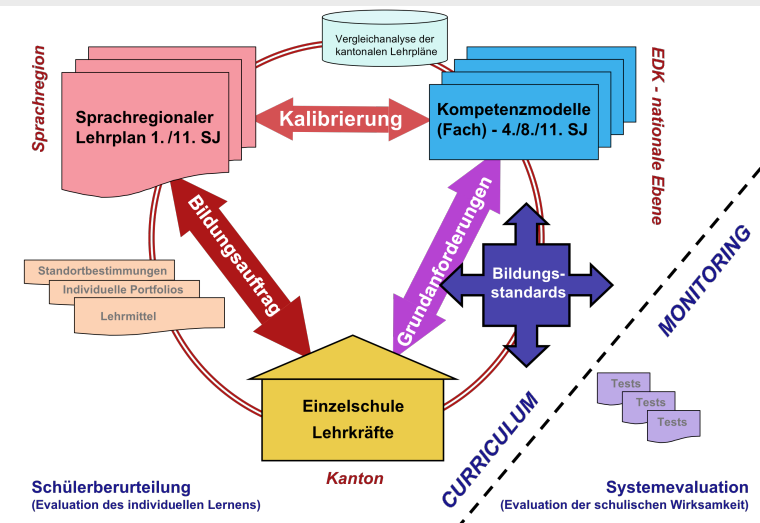 Vergleichanalyse der
kantonalen Lehrpläne
Sprachregion
EDK - nationale Ebene
Sprachregionaler
Lehrplan 1. /11. SJ
Kalibrierung
Kompetenzmodelle
(Fach) - 4./8./11. SJ
Bildungsauftrag
Grundanforderungen
Bildungs-
standards
Standortbestimmungen
Individuelle Portfolios
Lehrmittel
MONITORING
CURRICULUM
Tests
Tests
Tests
Einzelschule
Lehrkräfte
Kanton
Schülerberurteilung
(Evaluation des individuellen Lernens)
Systemevaluation
(Evaluation der schulischen Wirksamkeit)